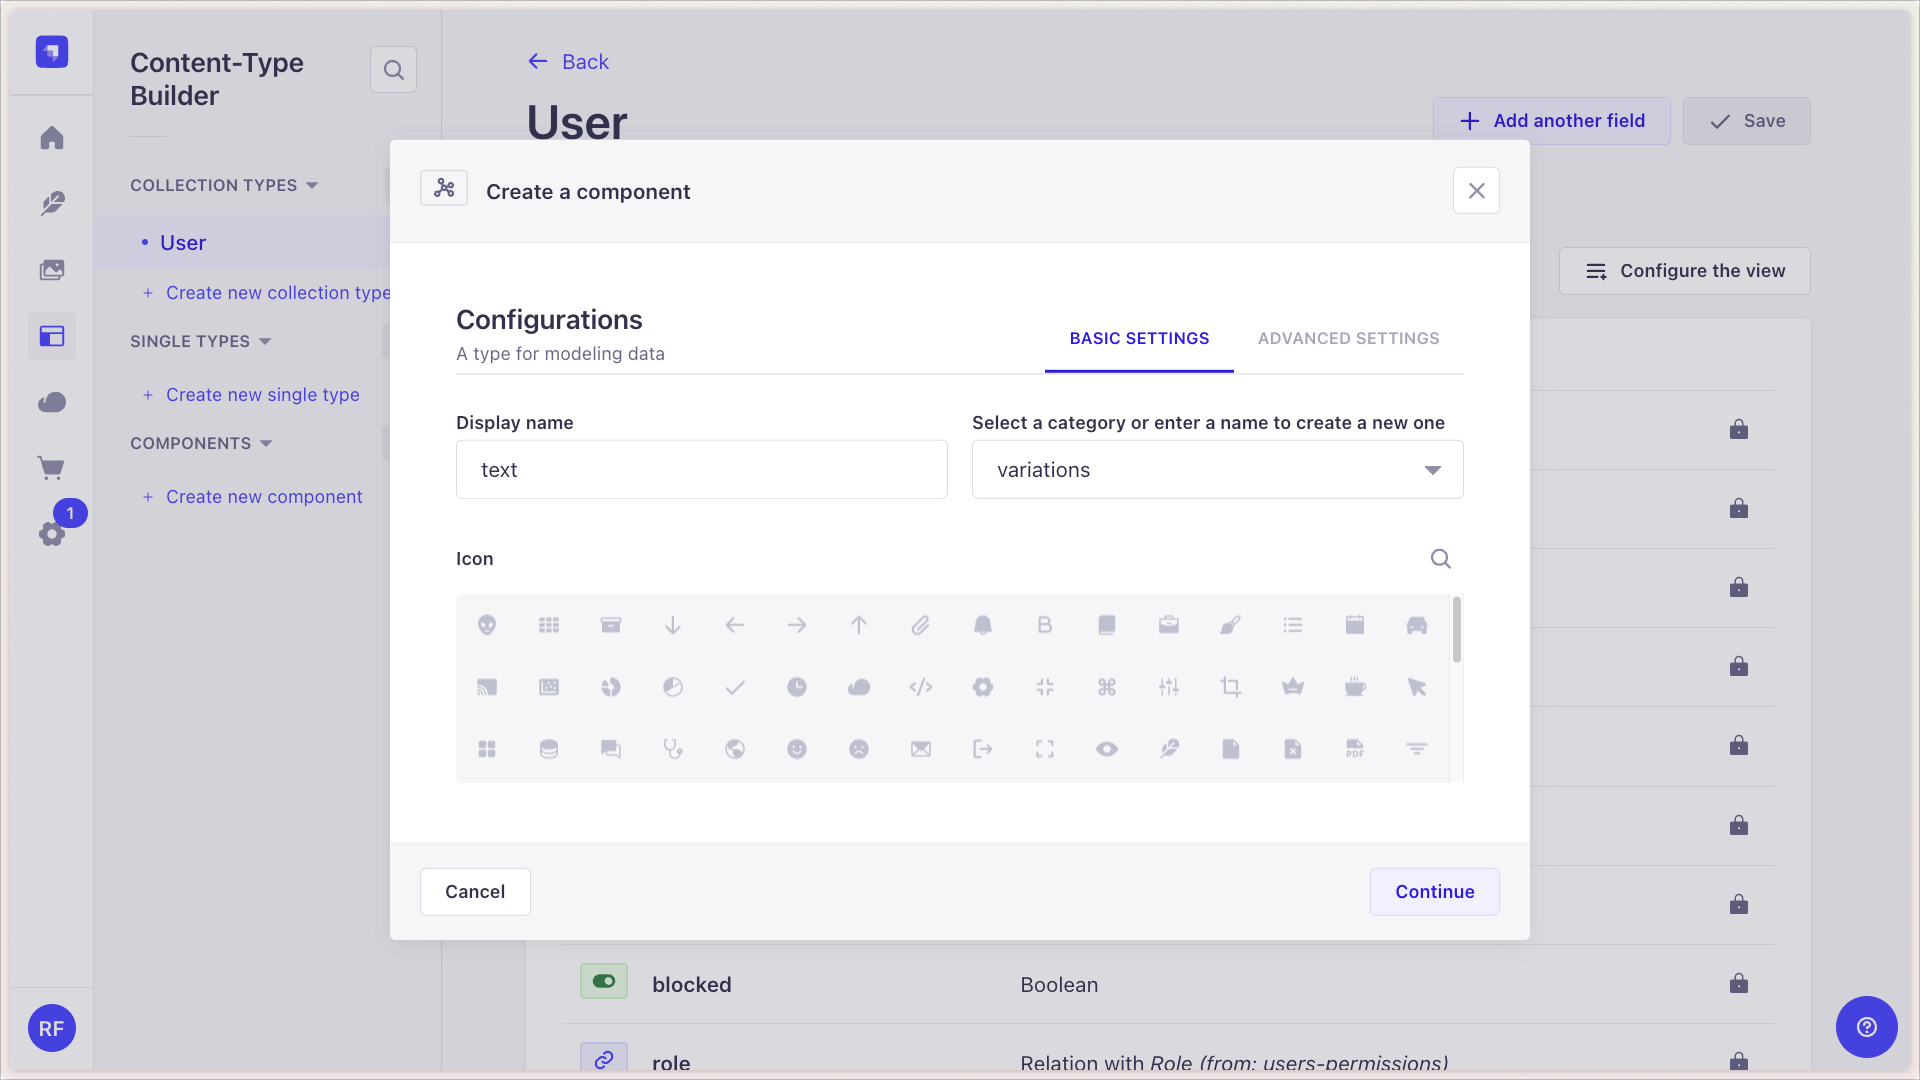 Content-Type
Builder
COLLECTION TYPES
User
+ Create new collection type
SINGLE TYPES
+ Create new single type
COMPONENTS
+ Create new component
1
RF
Back
User
Add another field
Save
Configure the view
Create a component
Configurations
A type for modeling data
BASIC SETTINGS
ADVANCED SETTINGS
Display name
text
Select a category or enter a name to create a new one
variations
Icon
B
PDF
Cancel
Continue
blocked
Boolean
role
Relation with Role (from: users-permissions)